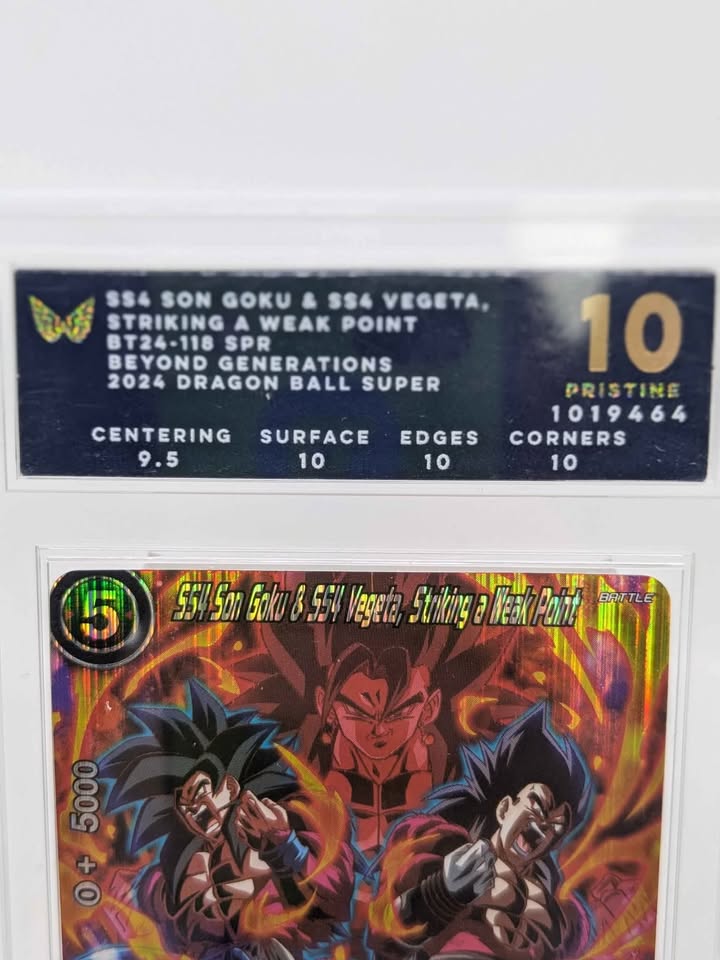 SS4 SON GOKU & SS4 VEGETA,
STRIKING A WEAK POINT
BT24-118 SPR
BEYOND GENERATIONS
2024 DRAGON BALL SUPER
10
PRISTINE
1019464
CENTERING SURFACE EDGES CORNERS
9.5 10 10 10
5
SS4 Son Goku & SS4 Vegeta, Striking a Weak Point
BATTLE
0+ 5000